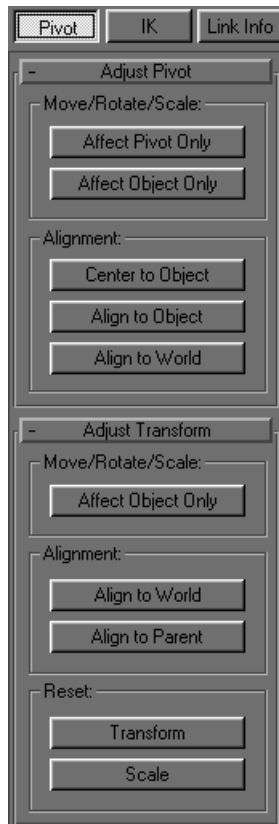 Pivot IK Link Info
- Adjust Pivot
Move/Rotate/Scale:
Affect Pivot Only
Affect Object Only
Alignment:
Center to Object
Align to Object
Align to World
- Adjust Transform
Move/Rotate/Scale:
Affect Object Only
Alignment:
Align to World
Align to Parent
Reset:
Transform
Scale